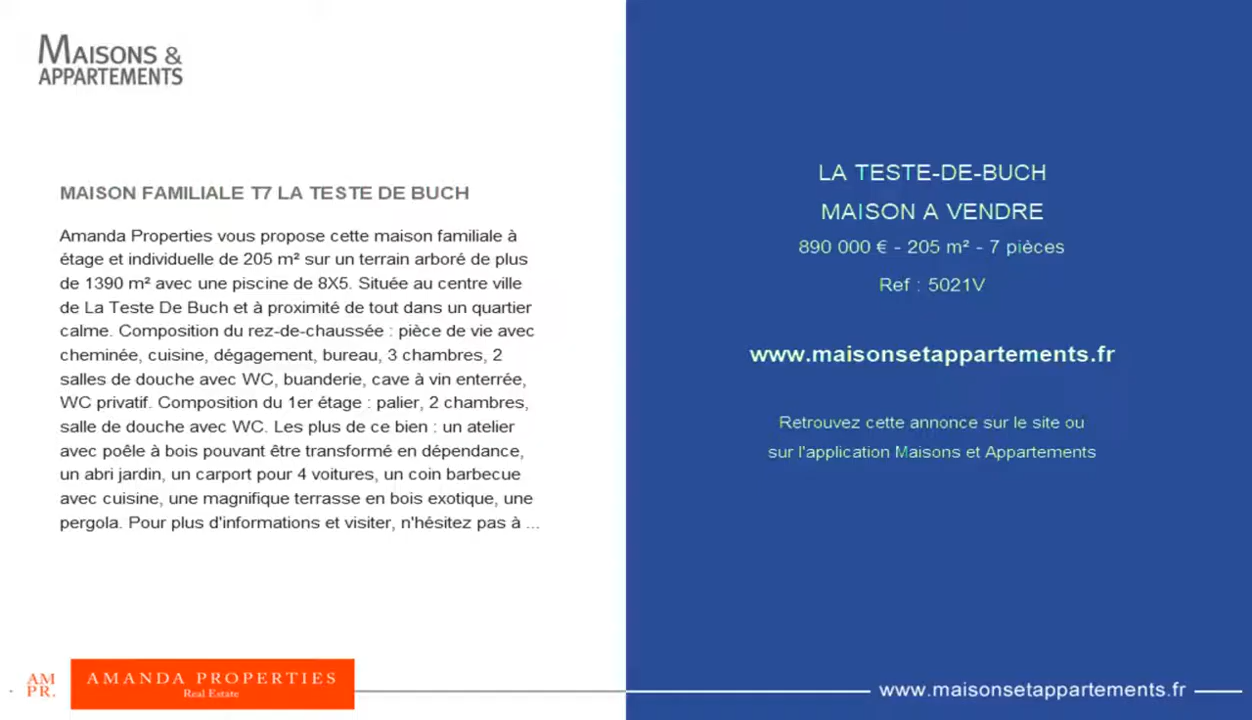 MAISONS &
APPARTEMENTS
MAISON FAMILIALE T7 LA TESTE DE BUCH
Amanda Properties vous propose cette maison familiale à
étage et individuelle de 205 m² sur un terrain arboré de plus
de 1390 m² avec une piscine de 8X5. Située au centre ville
de La Teste De Buch et à proximité de tout dans un quartier
calme. Composition du rez-de-chaussée : pièce de vie avec
cheminée, cuisine, dégagement, bureau, 3 chambres, 2
salles de douche avec WC, buanderie, cave à vin enterrée,
WC privatif. Composition du 1er étage : palier, 2 chambres,
salle de douche avec WC. Les plus de ce bien : un atelier
avec poêle à bois pouvant être transformé en dépendance,
un abri jardin, un carport pour 4 voitures, un coin barbecue
avec cuisine, une magnifique terrasse en bois exotique, une
pergola. Pour plus d'informations et visiter, n'hésitez pas à ...
LA TESTE-DE-BUCH
MAISON A VENDRE
890 000 € - 205 m² - 7 pièces
Ref : 5021V
www.maisonsetappartements.fr
Retrouvez cette annonce sur le site ou
sur l'application Maisons et Appartements
AM
PR.
AMANDA PROPERTIES
Real Estate
www.maisonsetappartements.fr